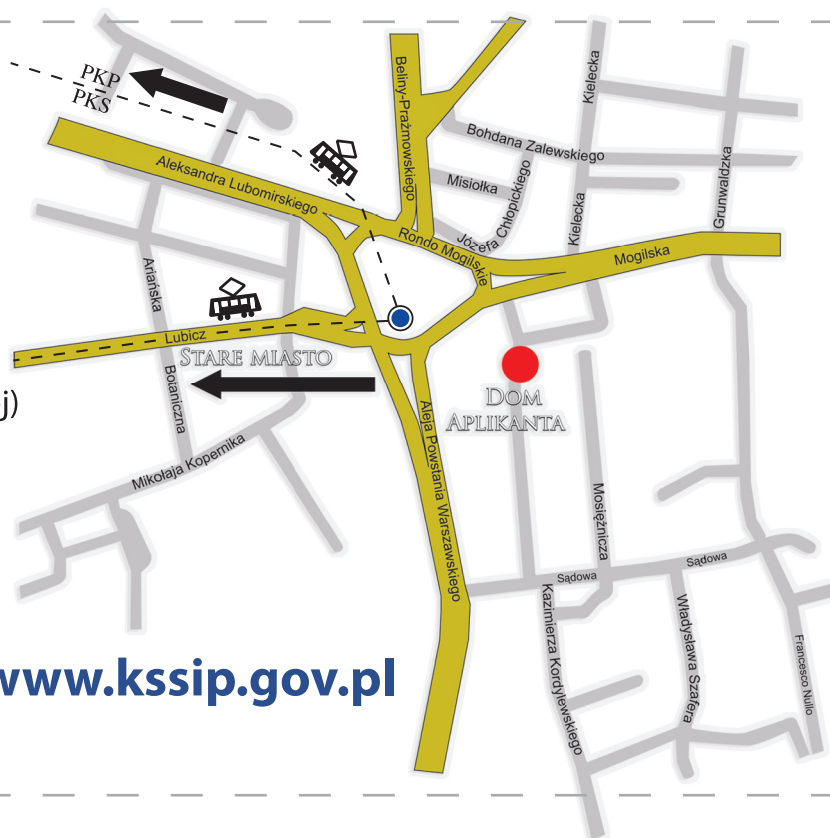 PKP
PKS
Beliny-Prażmowskiego
Kielecka
Bohdana Zalewskiego
Grunwaldzka
Aleksandra Lubomirskiego
Misiołka
Józefa Chłopickiego
Kielecka
Rondo Mogilskie
Mogilska
Ariańska
Lubicz
STARE MIASTO
Botaniczna
j)
DOM
APLIKANTA
Aleja Powstania Warszawskiego
Mikołaja Kopernika
Mosiężnicza
Sądowa
Sądowa
Kazimierza Kordylewskiego
Władysława Szafera
Francesco Nullo
www.kssip.gov.pl